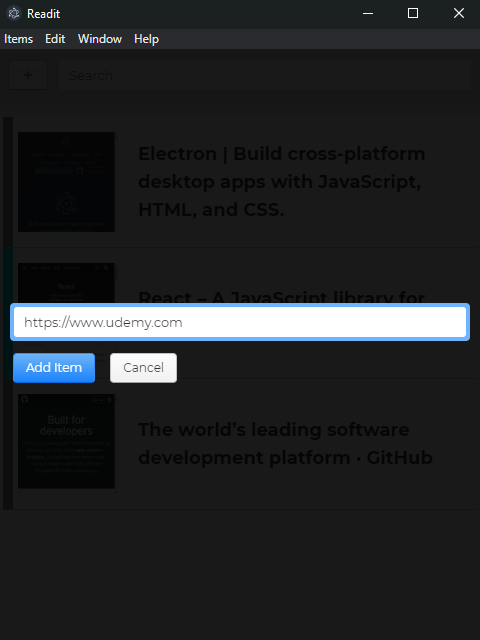 Readit
Items Edit Window Help
+ Search
Electron | Build cross-platform
desktop apps with JavaScript,
HTML, and CSS.
React – A JavaScript library for
https://www.udemy.com
Add Item Cancel
Built for
developers
The world's leading software
development platform · GitHub